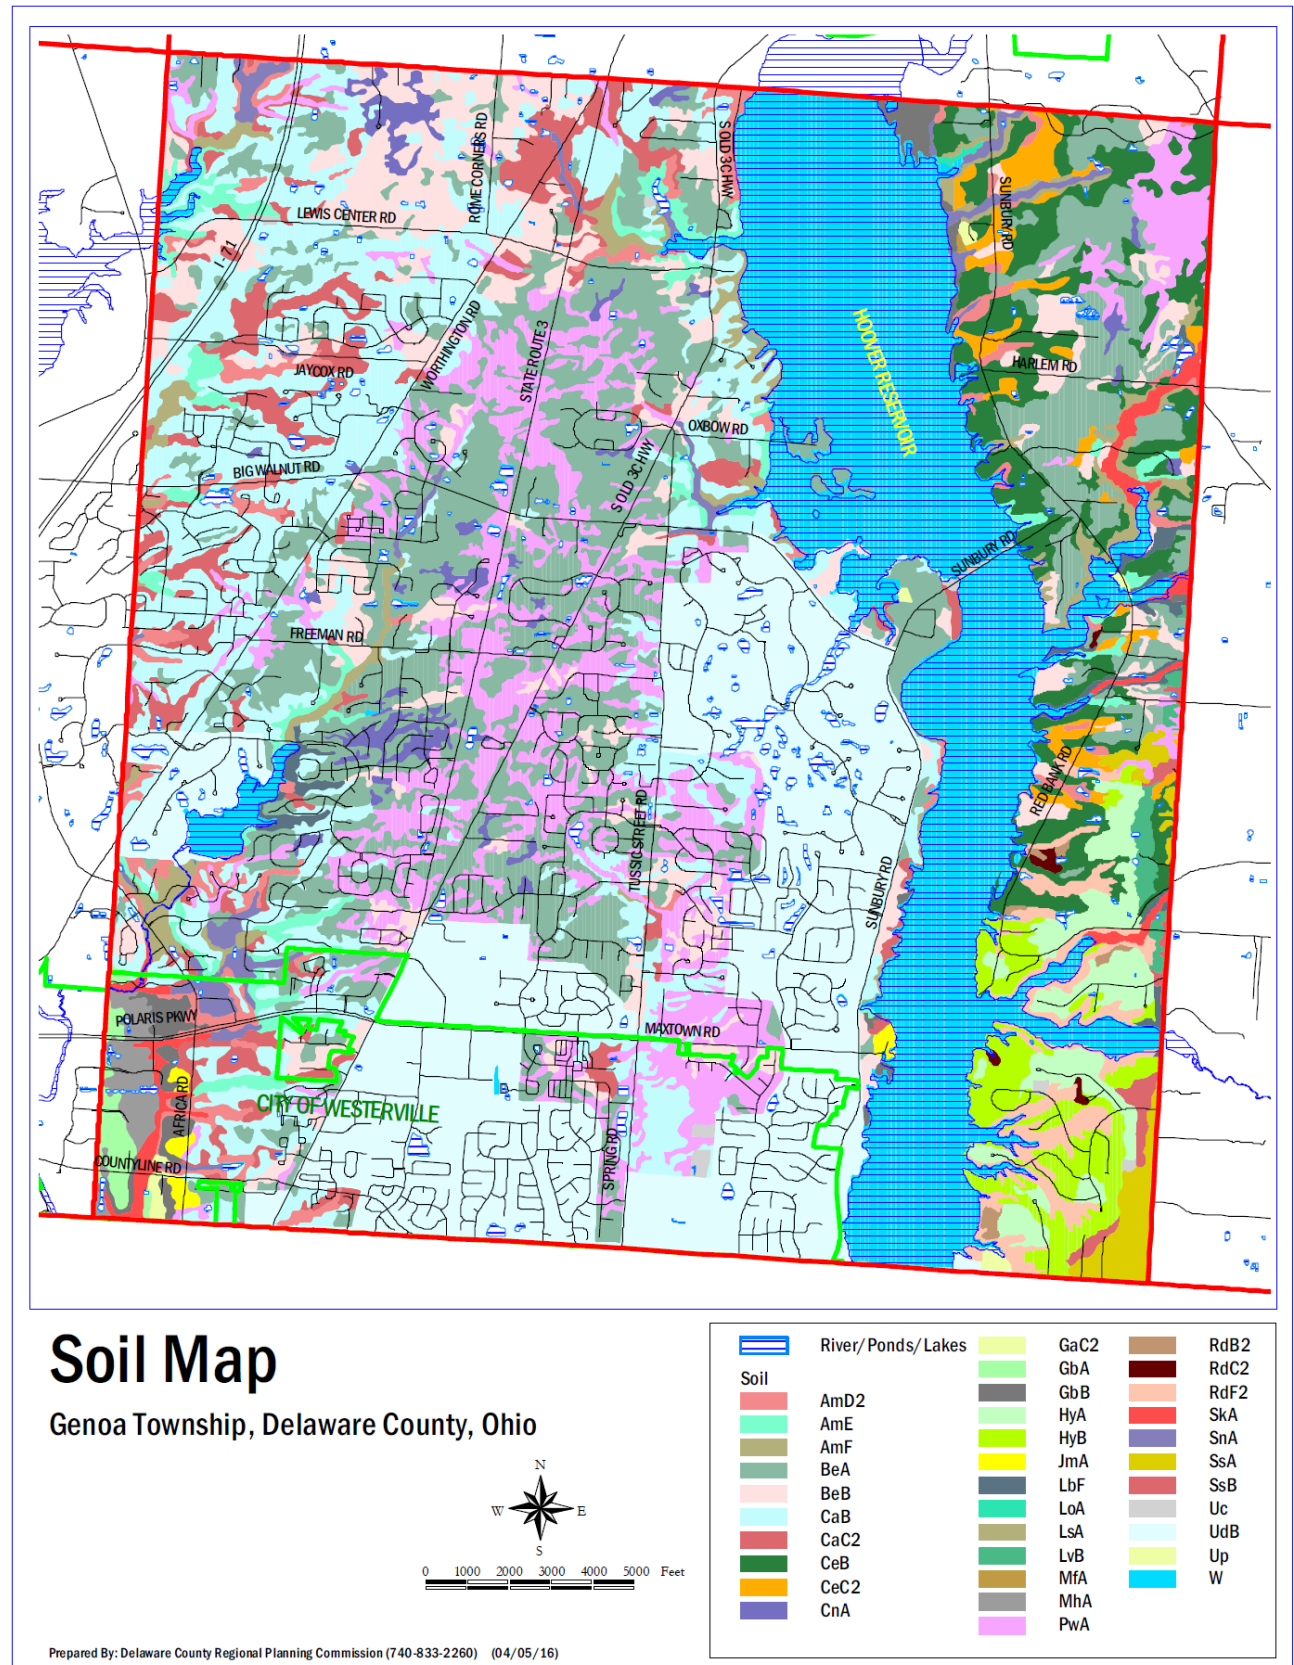 S OLD 3C HWY
ROME CORNERS RD
SUNBURY RD
LEWIS CENTER RD
I-71
HOOVER RESERVOIR
WORTHINGTON RD
STATE ROUTE 3
HARLEM RD
JAYCOX RD
OXBOW RD
BIG WALNUT RD
S OLD 3C HWY
SUNBURY RD
FREEMAN RD
RED BANK RD
TUSSIC STREET RD
SUNBURY RD
POLARIS PKWY
MAXTOWN RD
AFRICA RD
CITY OF WESTERVILLE
SPRING RD
COUNTYLINE RD
Soil Map
Genoa Township, Delaware County, Ohio
N
W E
S
0 1000 2000 3000 4000 5000 Feet
Prepared By: Delaware County Regional Planning Commission (740-833-2260) (04/05/16)
River/Ponds/Lakes
Soil
AmD2
AmE
AmF
BeA
BeB
CaB
CaC2
CeB
CeC2
CnA
GaC2
GbA
GbB
HyA
HyB
JmA
LbF
LoA
LsA
LvB
MfA
MhA
PwA
RdB2
RdC2
RdF2
SkA
SnA
SsA
SsB
Uc
UdB
Up
W